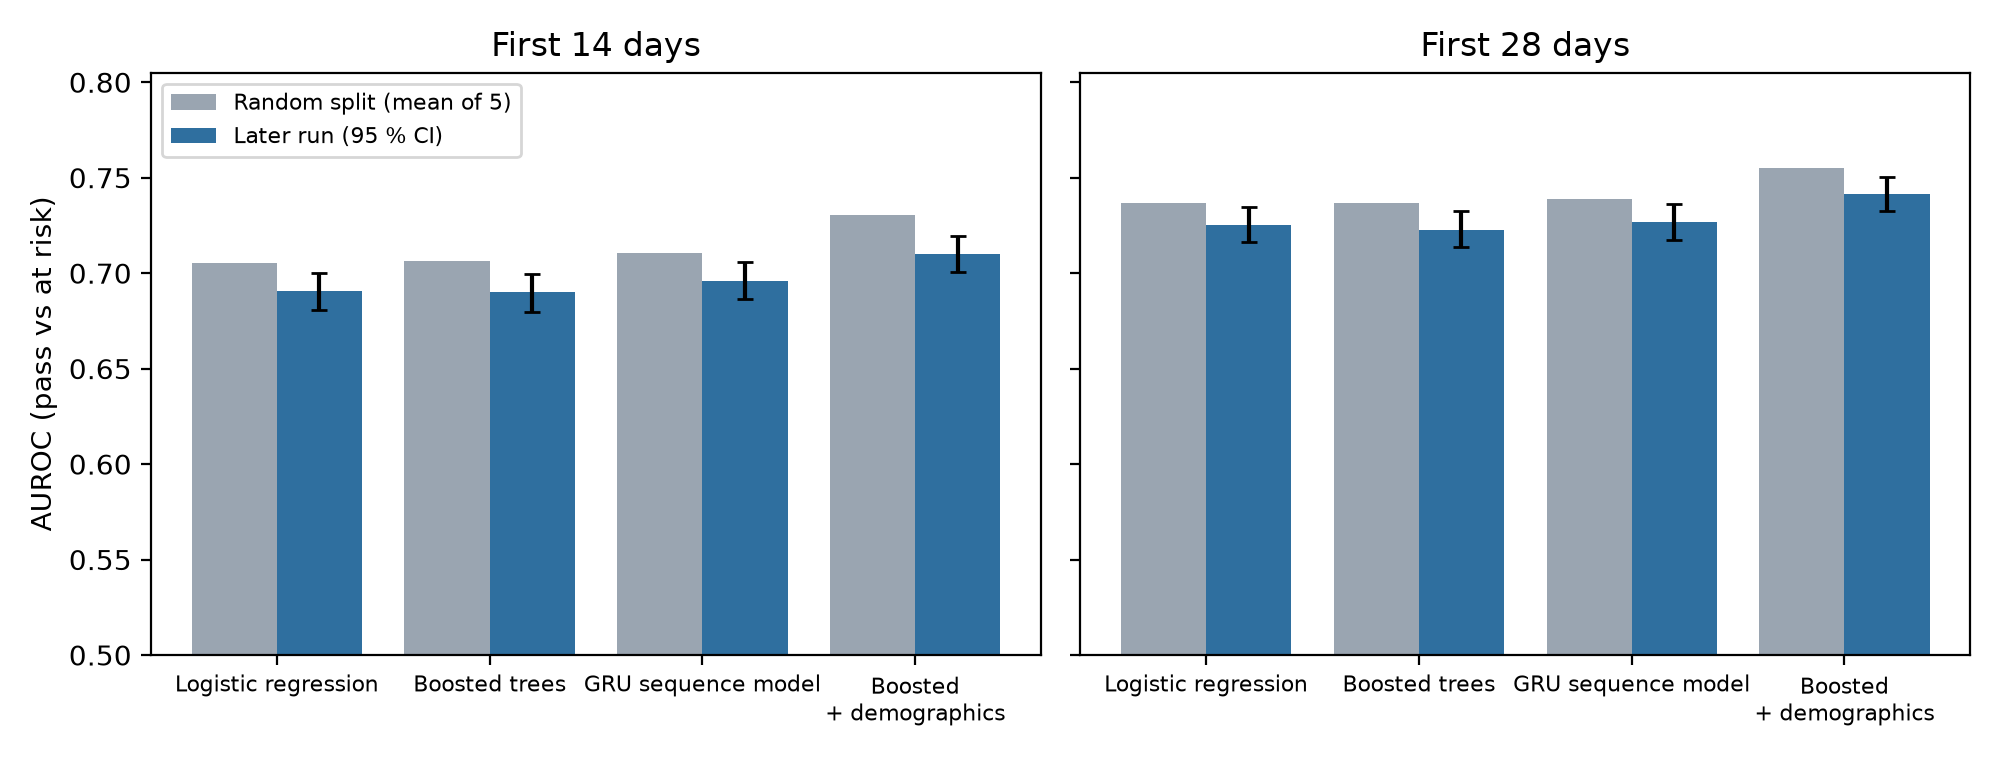 First 14 days
First 28 days
AUROC (pass vs at risk)
0.80
0.75
0.70
0.65
0.60
0.55
0.50
Random split (mean of 5)
Later run (95 % CI)
Logistic regression
Boosted trees
GRU sequence model
Boosted
+ demographics
Logistic regression
Boosted trees
GRU sequence model
Boosted
+ demographics